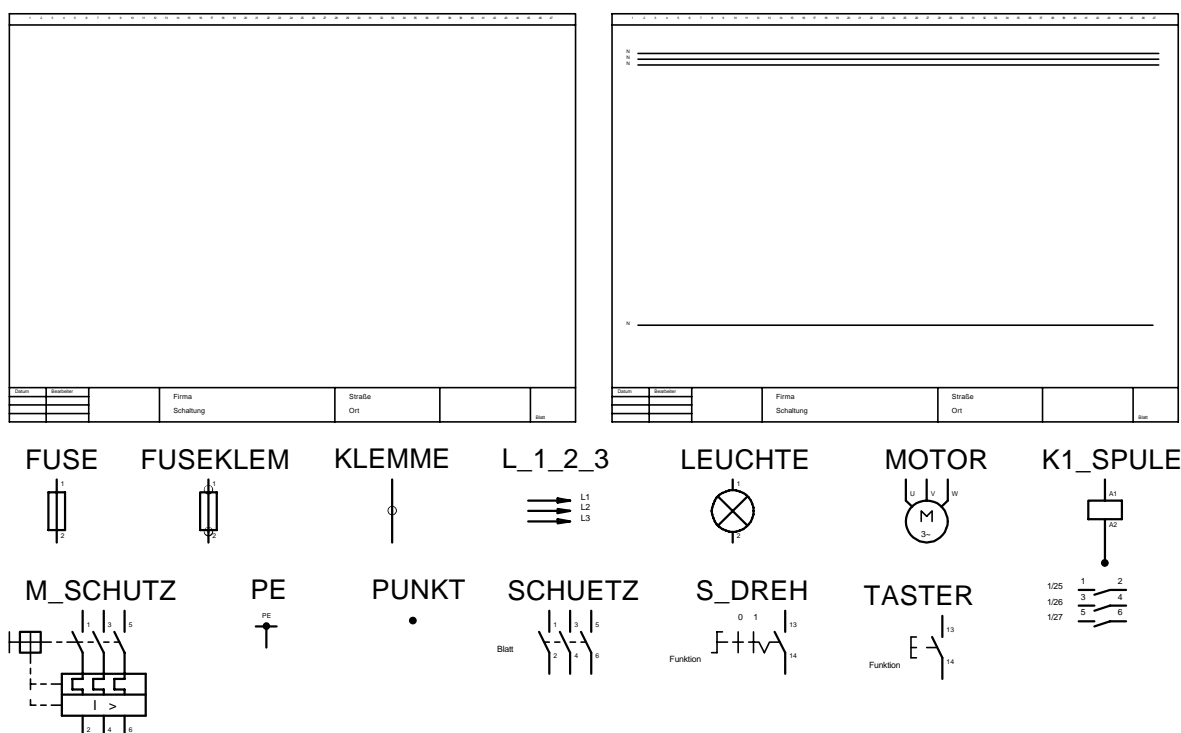 N
N
N
N
Datum Bearbeiter
Firma Straße
Schaltung Ort
Blatt
Datum Bearbeiter
Firma Straße
Schaltung Ort
Blatt
FUSE FUSEKLEM KLEMME L_1_2_3 LEUCHTE MOTOR K1_SPULE
1 1 1 A1
L1
L2
L3
U V W
M
3~
2 2 2 A2
M_SCHUTZ PE PUNKT SCHUETZ S_DREH TASTER
1/25 1 2
1/26 3 4
1/27 5 6
1 3 5
PE
Blatt
1 3 5
2 4 6
0 1
13
Funktion 14
13
Funktion 14
I >
2 4 6